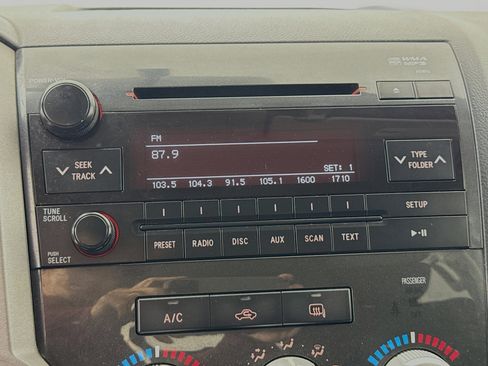 POWER
WMA
MP3
FM
87.9
SET: 1
103.5 104.3 91.5 105.1 1600 1710
SEEK
TRACK
TYPE
FOLDER
TUNE
SCROLL
PUSH
SELECT
SETUP
PRESET RADIO DISC AUX SCAN TEXT
PASSENGER
A/C